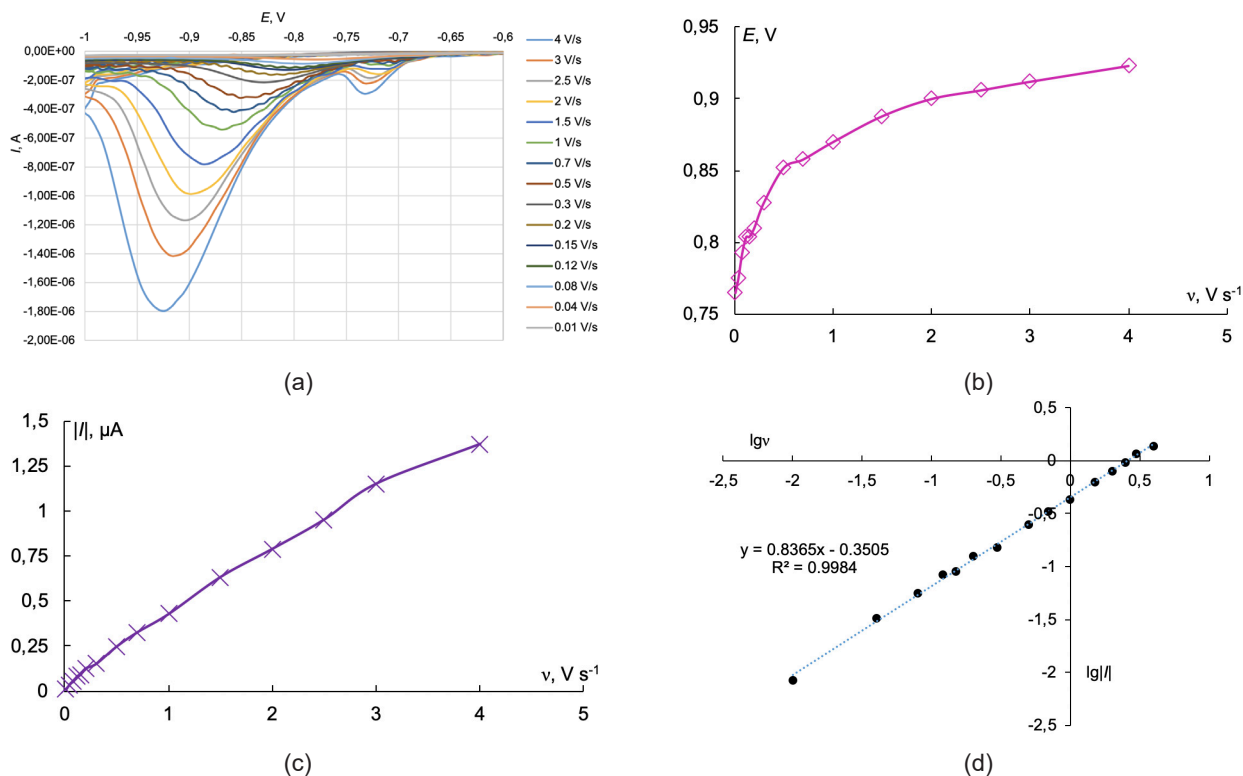 E, V
-1 -0,95 -0,9 -0,85 -0,8 -0,75 -0,7 -0,65 -0,6
0,00E+00
-2,00E-07
-4,00E-07
-6,00E-07
-8,00E-07
-1,00E-06
-1,20E-06
-1,40E-06
-1,60E-06
-1,80E-06
-2,00E-06
I, A
4 V/s
3 V/s
2.5 V/s
2 V/s
1.5 V/s
1 V/s
0.7 V/s
0.5 V/s
0.3 V/s
0.2 V/s
0.15 V/s
0.12 V/s
0.08 V/s
0.04 V/s
0.01 V/s
(a)
E, V
0,95
0,9
0,85
0,8
0,75
0 1 2 3 4 5
ν, V s⁻¹
(b)
|I|, µA
1,5
1,25
1
0,75
0,5
0,25
0
0 1 2 3 4 5
ν, V s⁻¹
(c)
lgν
-2,5 -2 -1,5 -1 -0,5 0 0,5 1
0,5
0
-0,5
-1
-1,5
-2
-2,5
y = 0.8365x - 0.3505
R² = 0.9984
lg|I|
(d)